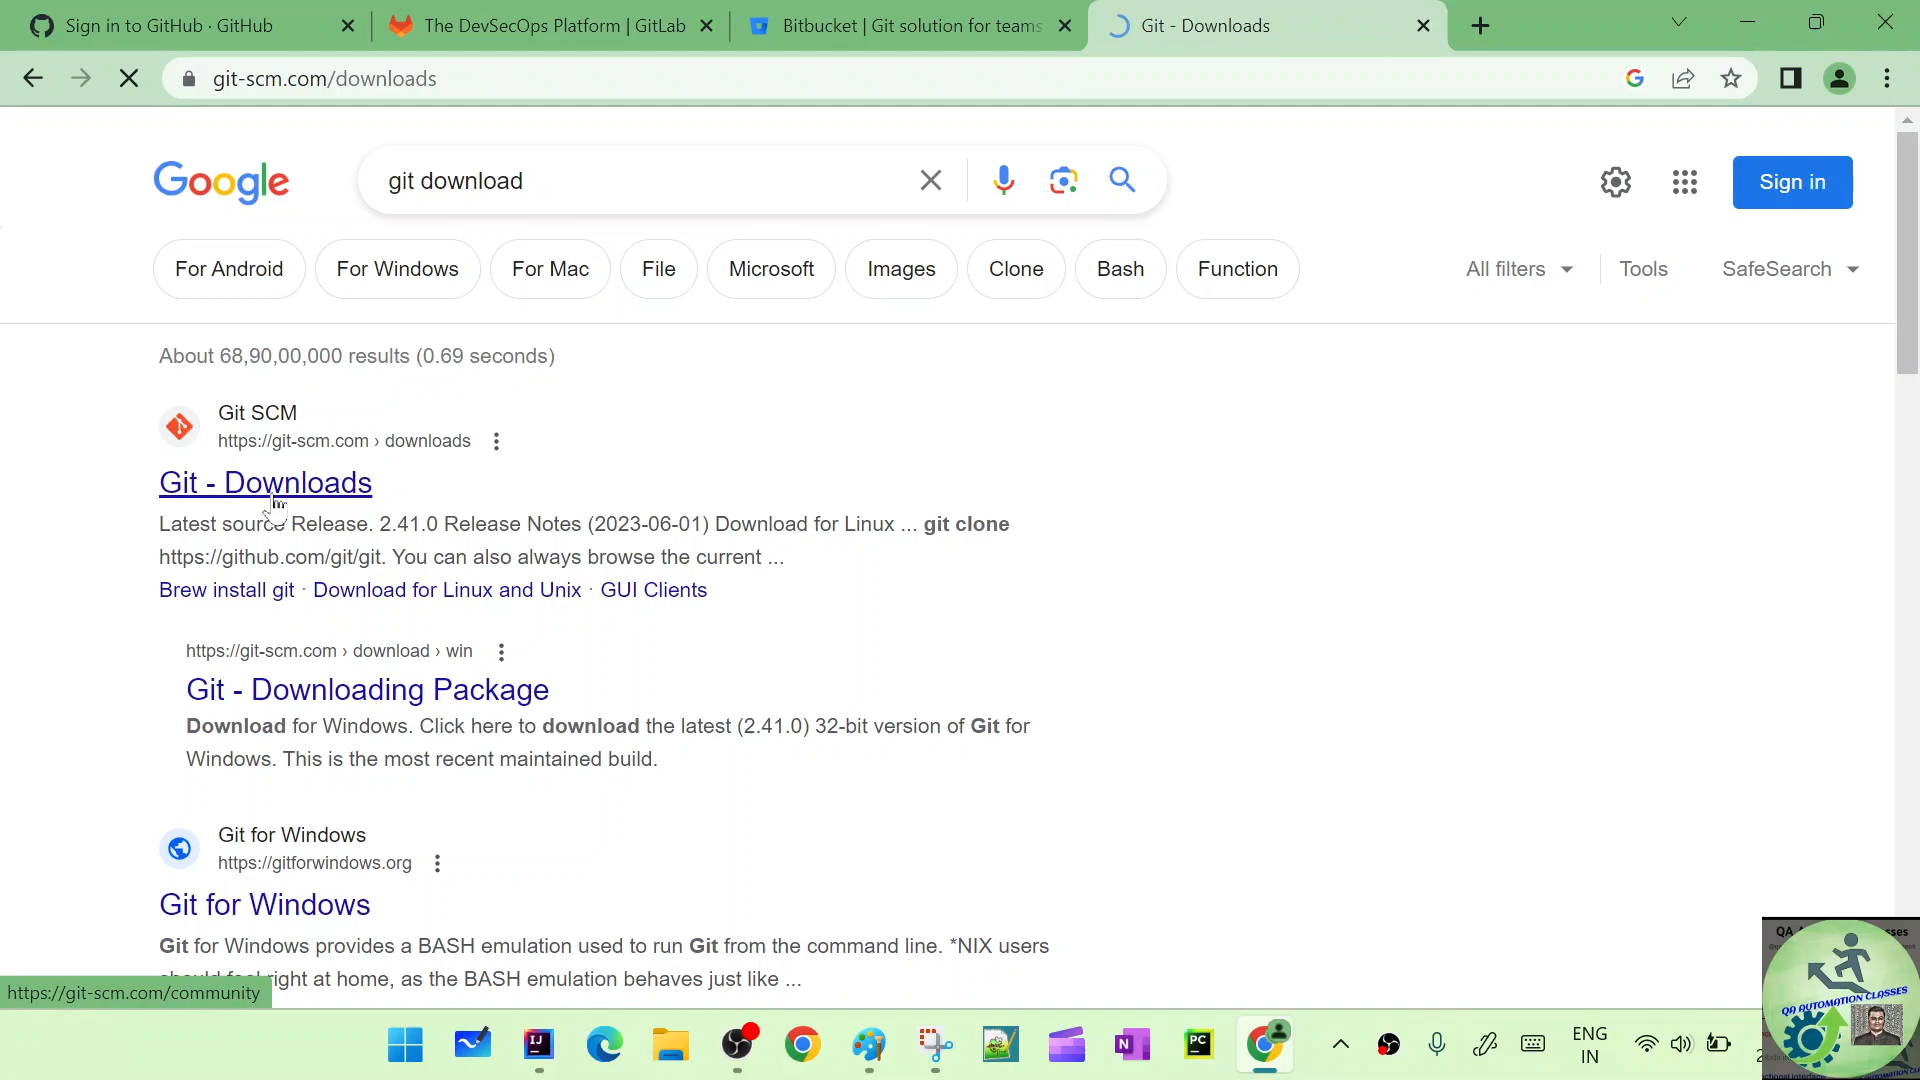 Sign in to GitHub · GitHub
The DevSecOps Platform | GitLab
Bitbucket | Git solution for teams
Git - Downloads
git-scm.com/downloads
Google
git download
Sign in
For Android
For Windows
For Mac
File
Microsoft
Images
Clone
Bash
Function
All filters
Tools
SafeSearch
About 68,90,00,000 results (0.69 seconds)
Git SCM
https://git-scm.com › downloads
Git - Downloads
Latest source Release. 2.41.0 Release Notes (2023-06-01) Download for Linux ... git clone
https://github.com/git/git. You can also always browse the current ...
Brew install git · Download for Linux and Unix · GUI Clients
https://git-scm.com › download › win
Git - Downloading Package
Download for Windows. Click here to download the latest (2.41.0) 32-bit version of Git for
Windows. This is the most recent maintained build.
Git for Windows
https://gitforwindows.org
Git for Windows
Git for Windows provides a BASH emulation used to run Git from the command line. *NIX users
right at home, as the BASH emulation behaves just like ...
https://git-scm.com/community
IJ
N
PC
ENG
IN
QA
QA AUTOMATION CLASSES